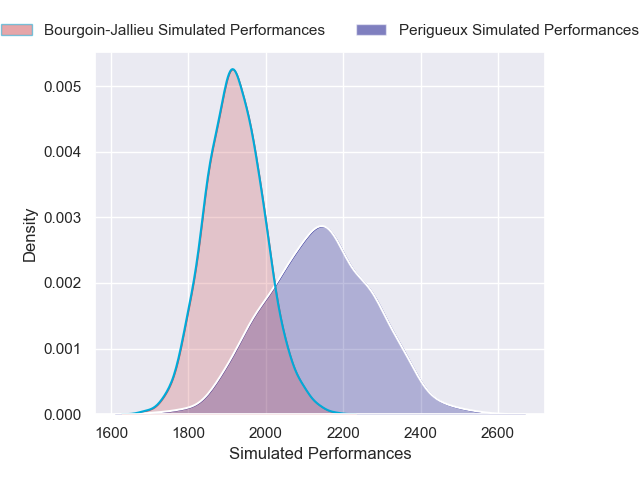 Bourgoin-Jallieu Simulated Performances
Perigueux Simulated Performances
0.005
0.004
0.003
0.002
0.001
0.000
Density
1600 1800 2000 2200 2400 2600
Simulated Performances